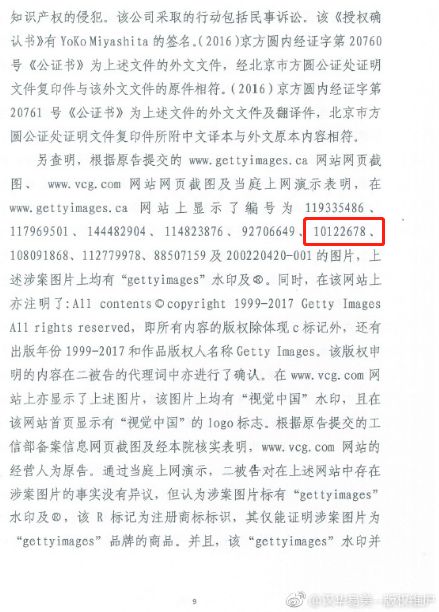 知识产权的侵犯。该公司采取的行动包括民事诉讼。该《授权确
认书》有 YoKo Miyashita 的签名。(2016)京方圆内经证字第 20760
号《公证书》为上述文件的外文文件，经北京市方圆公证处证明
文件复印件与该外文文件的原件相符。(2016) 京方圆内经证字第
20761 号《公证书》为上述文件的外文文件及翻译件，北京市方
圆公证处证明文件复印件所附中文译本与外文原本内容相符。
另查明，根据原告提交的 www.gettyimages.ca 网站网页截
图、 www.vcg.com 网站网页截图及当庭上网演示表明，在
www.gettyimages.ca 网站上显示了编号为 119335486、
117969501、144482904、114823876、92706649、10122678、
108091868、112779978、88507159 及 200220420-001 的图片，上
述涉案图片上均有“gettyimages”水印及®。同时，在该网站上
亦注明了:All contents©copyright 1999-2017 Getty Images
All rights reserved，即所有内容的版权除体现 c 标记外，还有
出版年份 1999-2017 和作品版权人名称 Getty Images。该版权申
明的内容在二被告的代理词中亦进行了确认。在 www.vcg.com 网
站上亦显示了上述图片，该图片上均有“视觉中国”水印，且在
该网站首页显示有“视觉中国”的 logo 标志。根据原告提交的工
信部备案信息网页截图及经本院核实表明，www.vcg.com 网站的
经营人为原告。通过当庭上网演示，二被告对在上述网站中存在
涉案图片的事实没有异议，但认为涉案图片标有“gettyimages”
水印及®，该 R 标记为注册商标标识，其仅能证明涉案图片为
“gettyimages”品牌的商品。并且，该“gettyimages”水印并
9